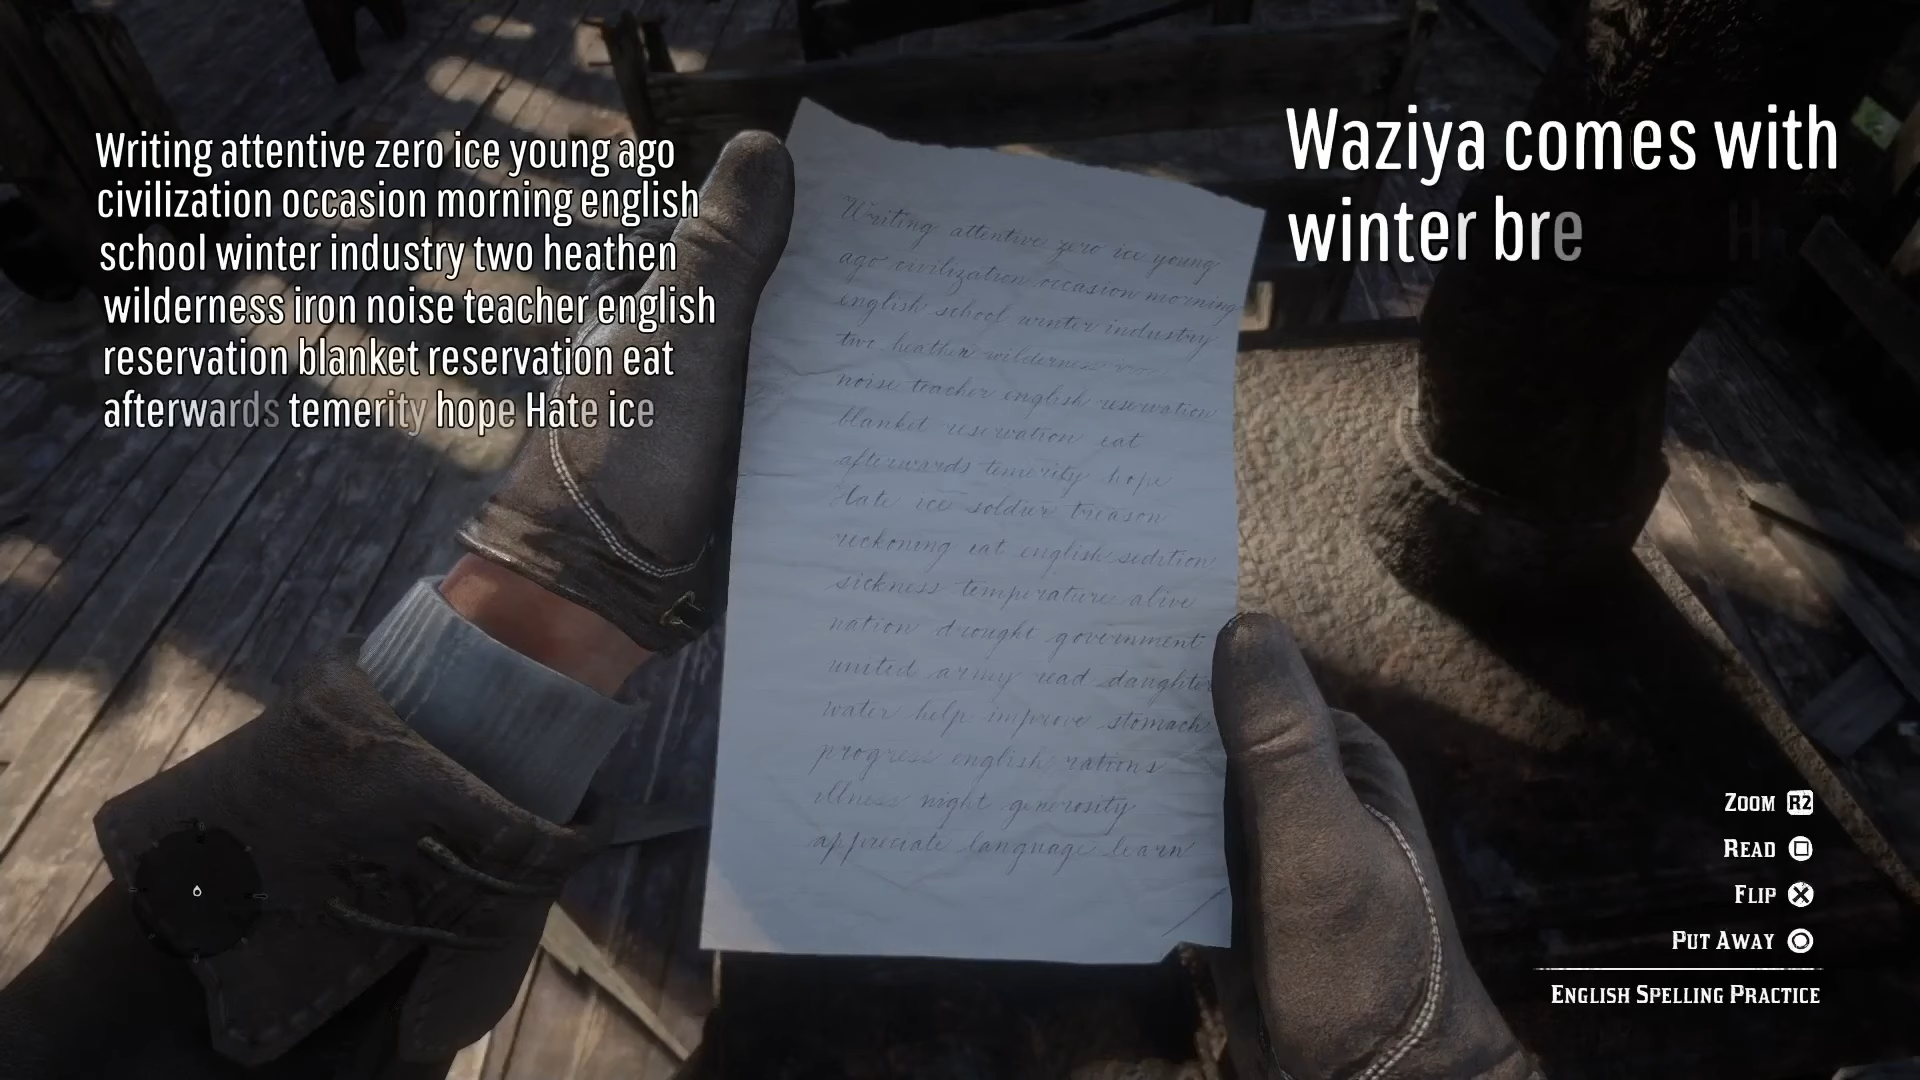 Writing attentive zero ice young ago
civilization occasion morning english
school winter industry two heathen
wilderness iron noise teacher english
reservation blanket reservation eat
afterwards temerity hope Hate ice
Waziya comes with
winter bre H
Writing attentive zero ice young
ago civilization occasion morning
english school winter industry
two heathen wilderness iron
noise teacher english reservation
blanket reservation eat
afterwards temerity hope
Hate ice soldier treason
reckoning eat english sedition
sickness temperature alive
nation drought government
united army read daughter
water help improve stomach
progress english rations
illness night generosity
appreciate language learn
Zoom R2
Read
Flip
Put Away
English Spelling Practice